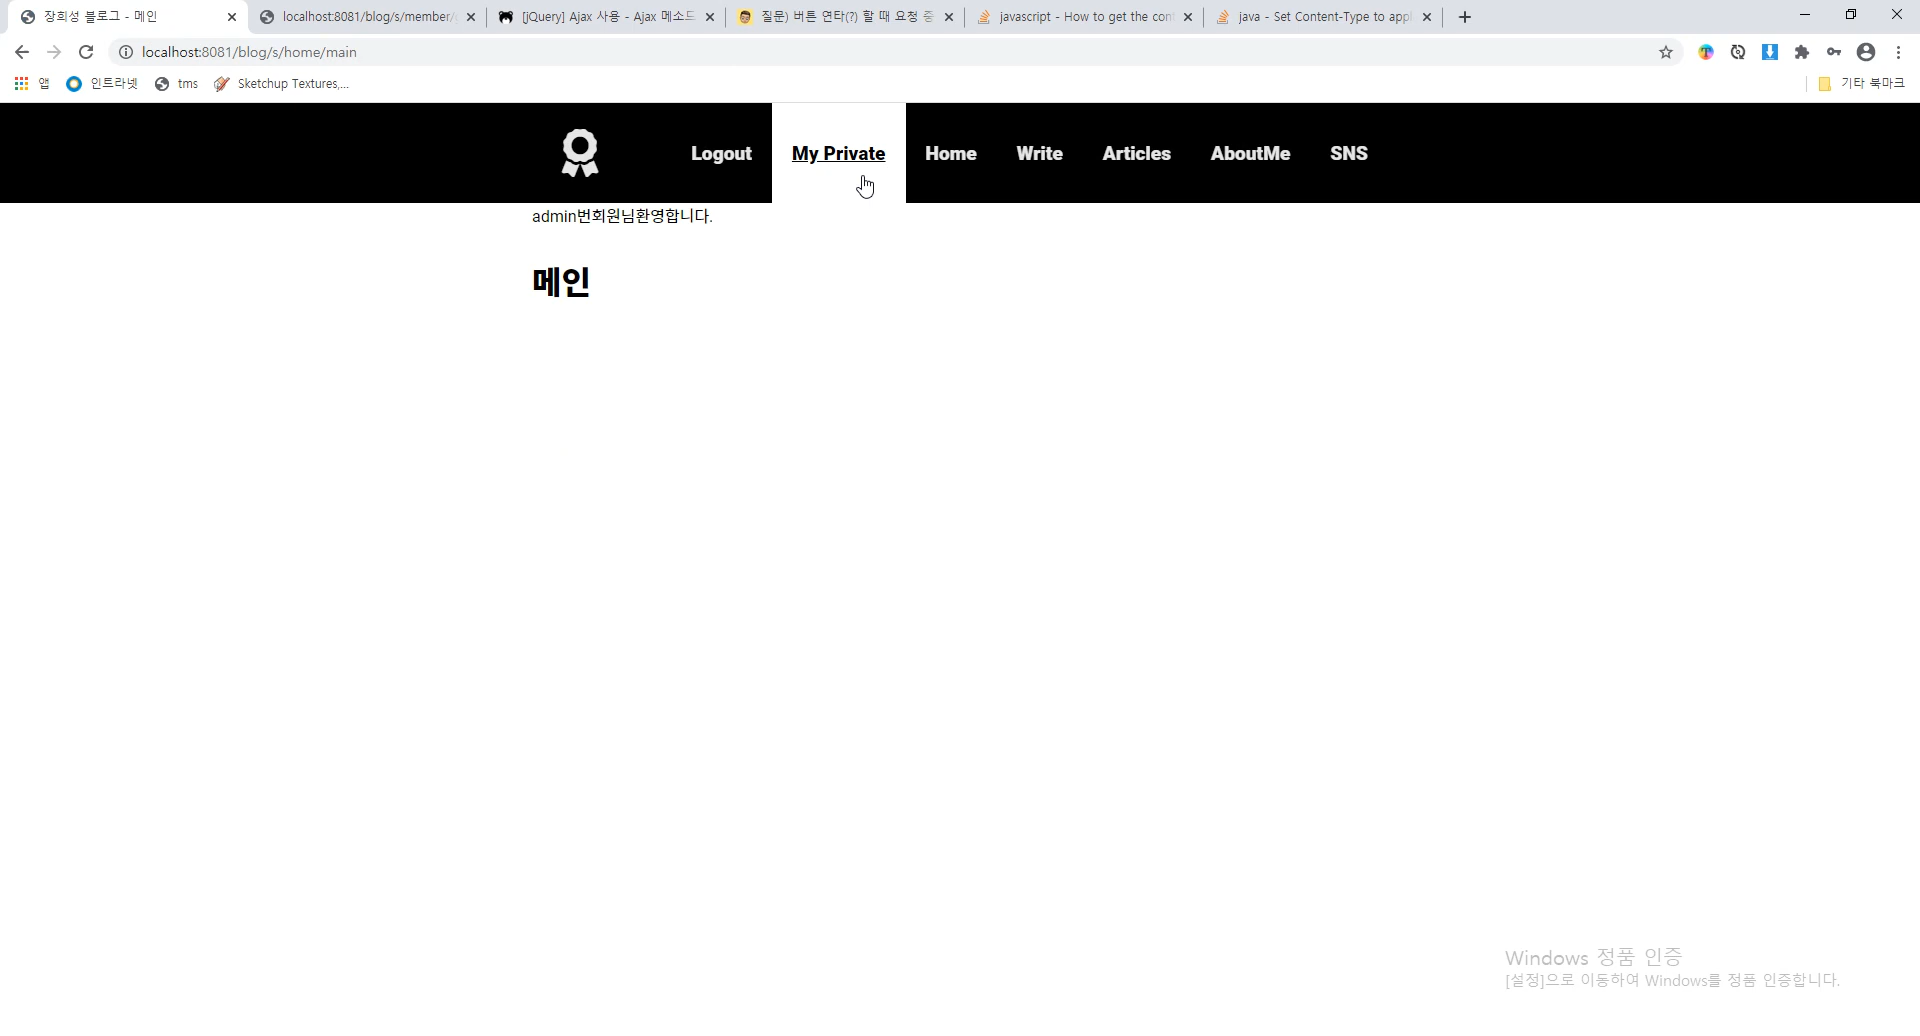 장희성 블로그 - 메인
localhost:8081/blog/s/member/
[jQuery] Ajax 사용 - Ajax 메소드
질문) 버튼 연타(?) 할 때 요청 중
javascript - How to get the con
java - Set Content-Type to appl
localhost:8081/blog/s/home/main
앱 인트라넷 tms Sketchup Textures,... 기타 북마크
Logout My Private Home Write Articles AboutMe SNS
admin번회원님환영합니다.
메인
Windows 정품 인증
[설정]으로 이동하여 Windows를 정품 인증합니다.